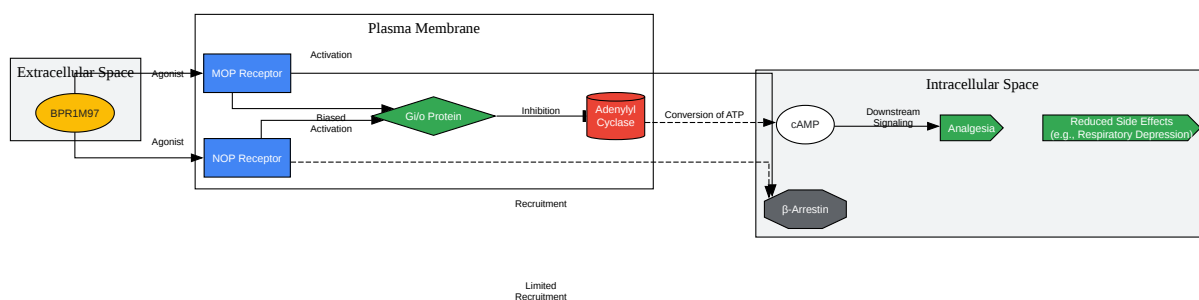 Plasma Membrane
Extracellular Space
BPR1M97
Agonist
Agonist
MOP Receptor
NOP Receptor
Activation
Biased
Activation
Gi/o Protein
Inhibition
Adenylyl
Cyclase
Conversion of ATP
Intracellular Space
cAMP
Downstream
Signaling
Analgesia
Reduced Side Effects
(e.g., Respiratory Depression)
β-Arrestin
Recruitment
Limited
Recruitment